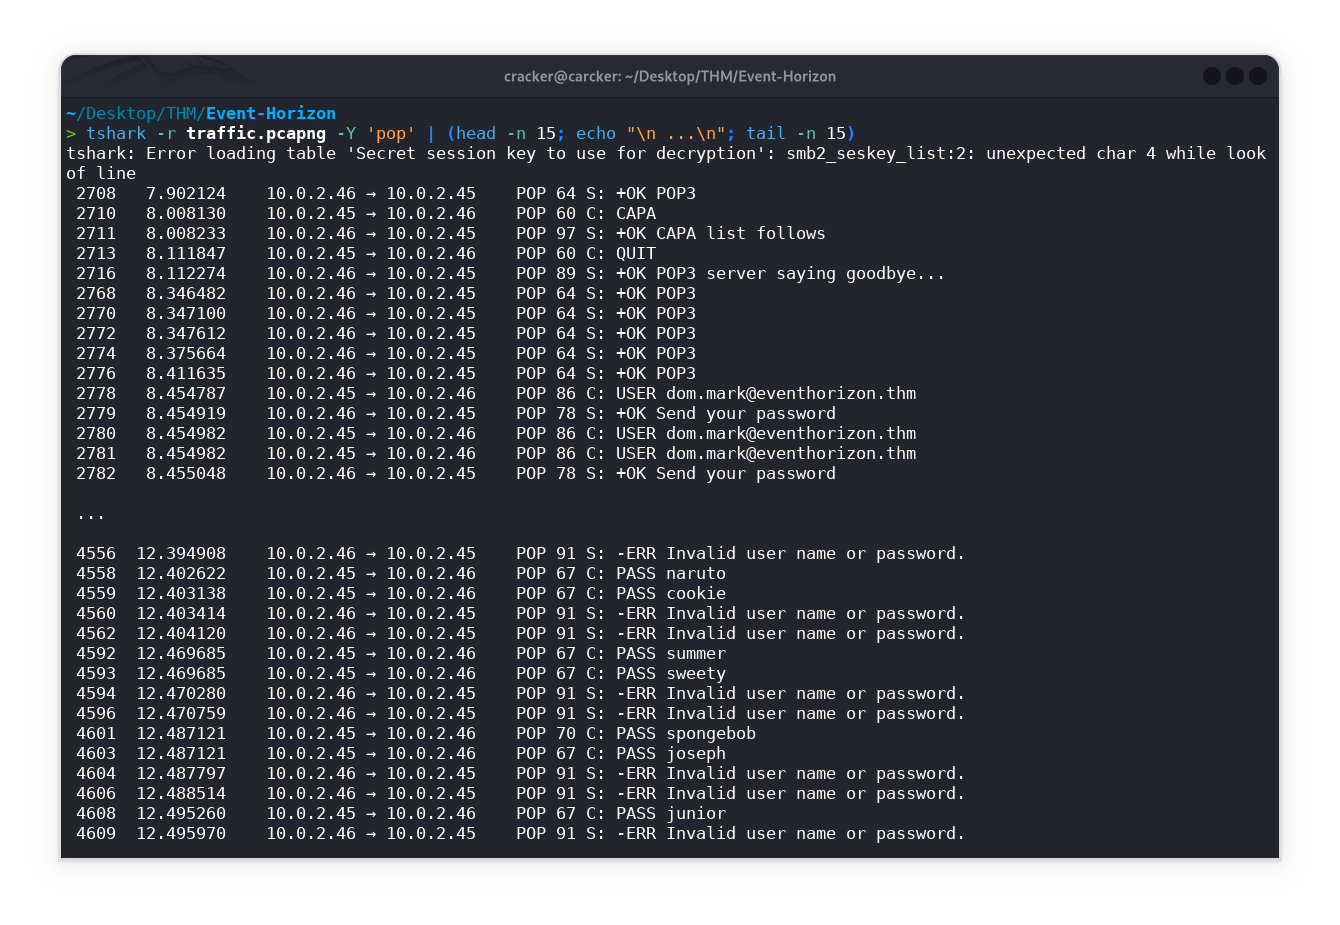 cracker@carcker: ~/Desktop/THM/Event-Horizon
~/Desktop/THM/Event-Horizon
> tshark -r traffic.pcapng -Y 'pop' | (head -n 15; echo "\n ...\n"; tail -n 15)
tshark: Error loading table 'Secret session key to use for decryption': smb2_seskey_list:2: unexpected char 4 while look
of line
 2708   7.902124    10.0.2.46 → 10.0.2.45    POP 64 S: +OK POP3
 2710   8.008130    10.0.2.45 → 10.0.2.46    POP 60 C: CAPA
 2711   8.008233    10.0.2.46 → 10.0.2.45    POP 97 S: +OK CAPA list follows
 2713   8.111847    10.0.2.45 → 10.0.2.46    POP 60 C: QUIT
 2716   8.112274    10.0.2.46 → 10.0.2.45    POP 89 S: +OK POP3 server saying goodbye...
 2768   8.346482    10.0.2.46 → 10.0.2.45    POP 64 S: +OK POP3
 2770   8.347100    10.0.2.46 → 10.0.2.45    POP 64 S: +OK POP3
 2772   8.347612    10.0.2.46 → 10.0.2.45    POP 64 S: +OK POP3
 2774   8.375664    10.0.2.46 → 10.0.2.45    POP 64 S: +OK POP3
 2776   8.411635    10.0.2.46 → 10.0.2.45    POP 64 S: +OK POP3
 2778   8.454787    10.0.2.45 → 10.0.2.46    POP 86 C: USER dom.mark@eventhorizon.thm
 2779   8.454919    10.0.2.46 → 10.0.2.45    POP 78 S: +OK Send your password
 2780   8.454982    10.0.2.45 → 10.0.2.46    POP 86 C: USER dom.mark@eventhorizon.thm
 2781   8.454982    10.0.2.45 → 10.0.2.46    POP 86 C: USER dom.mark@eventhorizon.thm
 2782   8.455048    10.0.2.46 → 10.0.2.45    POP 78 S: +OK Send your password
 ...
 4556  12.394908    10.0.2.46 → 10.0.2.45    POP 91 S: -ERR Invalid user name or password.
 4558  12.402622    10.0.2.45 → 10.0.2.46    POP 67 C: PASS naruto
 4559  12.403138    10.0.2.45 → 10.0.2.46    POP 67 C: PASS cookie
 4560  12.403414    10.0.2.46 → 10.0.2.45    POP 91 S: -ERR Invalid user name or password.
 4562  12.404120    10.0.2.46 → 10.0.2.45    POP 91 S: -ERR Invalid user name or password.
 4592  12.469685    10.0.2.45 → 10.0.2.46    POP 67 C: PASS summer
 4593  12.469685    10.0.2.45 → 10.0.2.46    POP 67 C: PASS sweety
 4594  12.470280    10.0.2.46 → 10.0.2.45    POP 91 S: -ERR Invalid user name or password.
 4596  12.470759    10.0.2.46 → 10.0.2.45    POP 91 S: -ERR Invalid user name or password.
 4601  12.487121    10.0.2.45 → 10.0.2.46    POP 70 C: PASS spongebob
 4603  12.487121    10.0.2.45 → 10.0.2.46    POP 67 C: PASS joseph
 4604  12.487797    10.0.2.46 → 10.0.2.45    POP 91 S: -ERR Invalid user name or password.
 4606  12.488514    10.0.2.46 → 10.0.2.45    POP 91 S: -ERR Invalid user name or password.
 4608  12.495260    10.0.2.45 → 10.0.2.46    POP 67 C: PASS junior
 4609  12.495970    10.0.2.46 → 10.0.2.45    POP 91 S: -ERR Invalid user name or password.